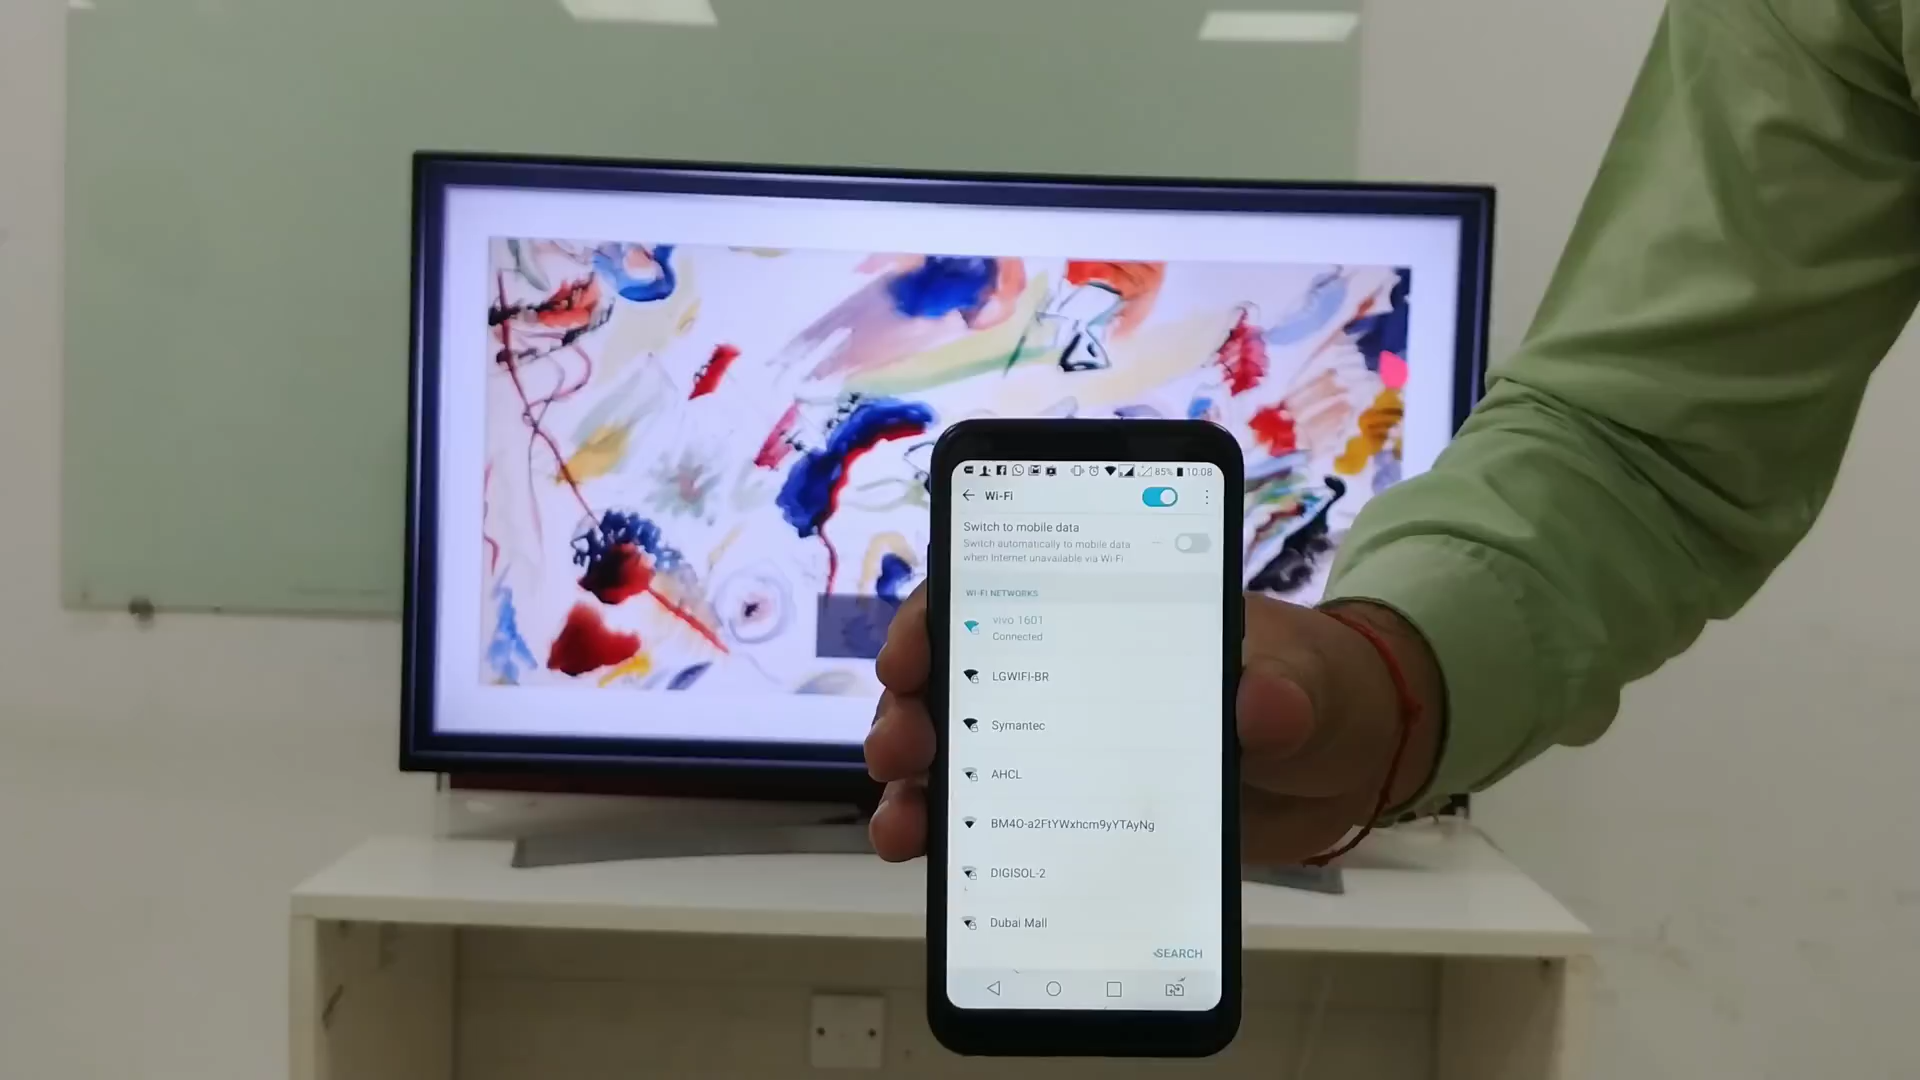 85% 10:08
Wi-Fi
Switch to mobile data
Switch automatically to mobile data
when Internet unavailable via Wi-Fi
WI-FI NETWORKS
vivo 1601
Connected
LGWIFI-BR
Symantec
AHCL
BM4O-a2FtYWxhcm9yYTAyNg
DIGISOL-2
Dubai Mall
SEARCH